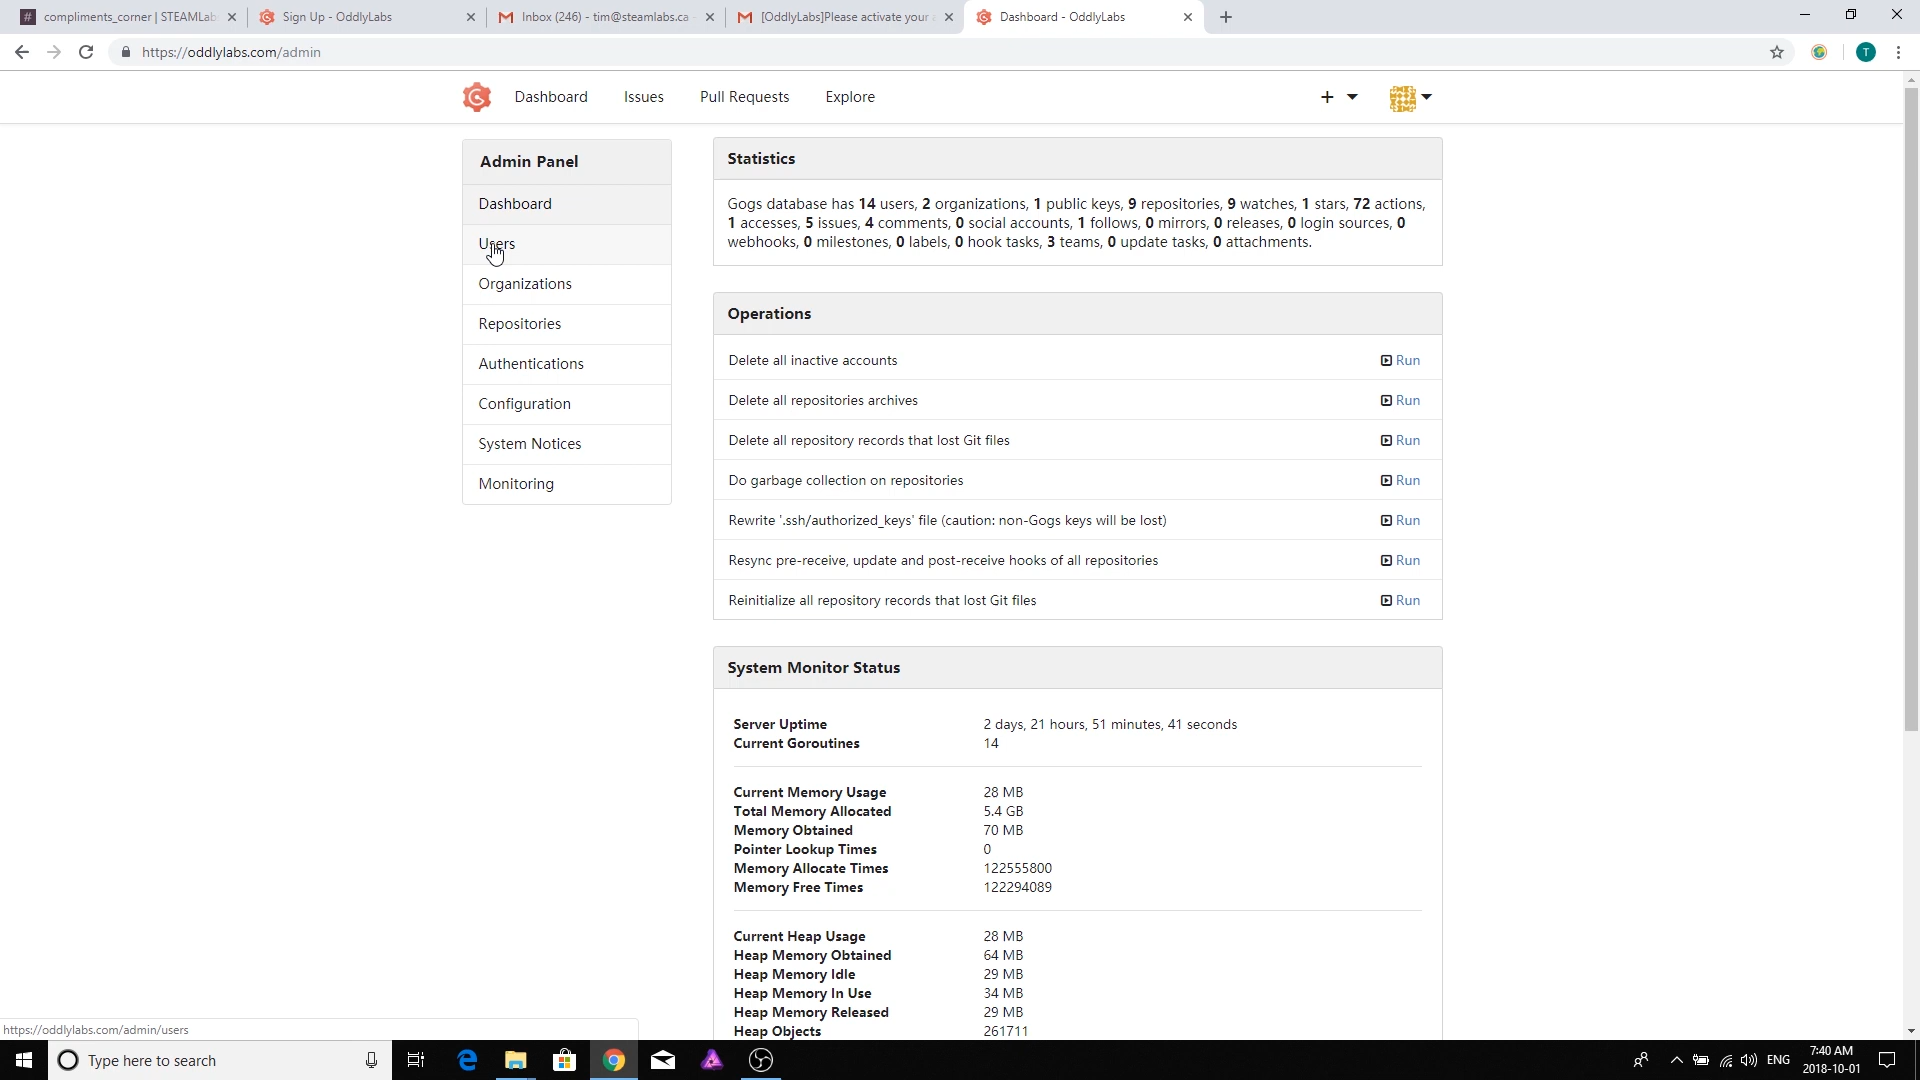 compliments_corner | STEAMLab
Sign Up - OddlyLabs
Inbox (246) - tim@steamlabs.ca -
[OddlyLabs]Please activate your a
Dashboard - OddlyLabs
https://oddlylabs.com/admin
T
Dashboard
Issues
Pull Requests
Explore
Admin Panel
Dashboard
Users
Organizations
Repositories
Authentications
Configuration
System Notices
Monitoring
Statistics
Gogs database has 14 users, 2 organizations, 1 public keys, 9 repositories, 9 watches, 1 stars, 72 actions,
1 accesses, 5 issues, 4 comments, 0 social accounts, 1 follows, 0 mirrors, 0 releases, 0 login sources, 0
webhooks, 0 milestones, 0 labels, 0 hook tasks, 3 teams, 0 update tasks, 0 attachments.
Operations
Delete all inactive accounts Run
Delete all repositories archives Run
Delete all repository records that lost Git files Run
Do garbage collection on repositories Run
Rewrite '.ssh/authorized_keys' file (caution: non-Gogs keys will be lost) Run
Resync pre-receive, update and post-receive hooks of all repositories Run
Reinitialize all repository records that lost Git files Run
System Monitor Status
Server Uptime 2 days, 21 hours, 51 minutes, 41 seconds
Current Goroutines 14
Current Memory Usage 28 MB
Total Memory Allocated 5.4 GB
Memory Obtained 70 MB
Pointer Lookup Times 0
Memory Allocate Times 122555800
Memory Free Times 122294089
Current Heap Usage 28 MB
Heap Memory Obtained 64 MB
Heap Memory Idle 29 MB
Heap Memory In Use 34 MB
Heap Memory Released 29 MB
Heap Objects 261711
https://oddlylabs.com/admin/users
Type here to search
ENG
7:40 AM
2018-10-01